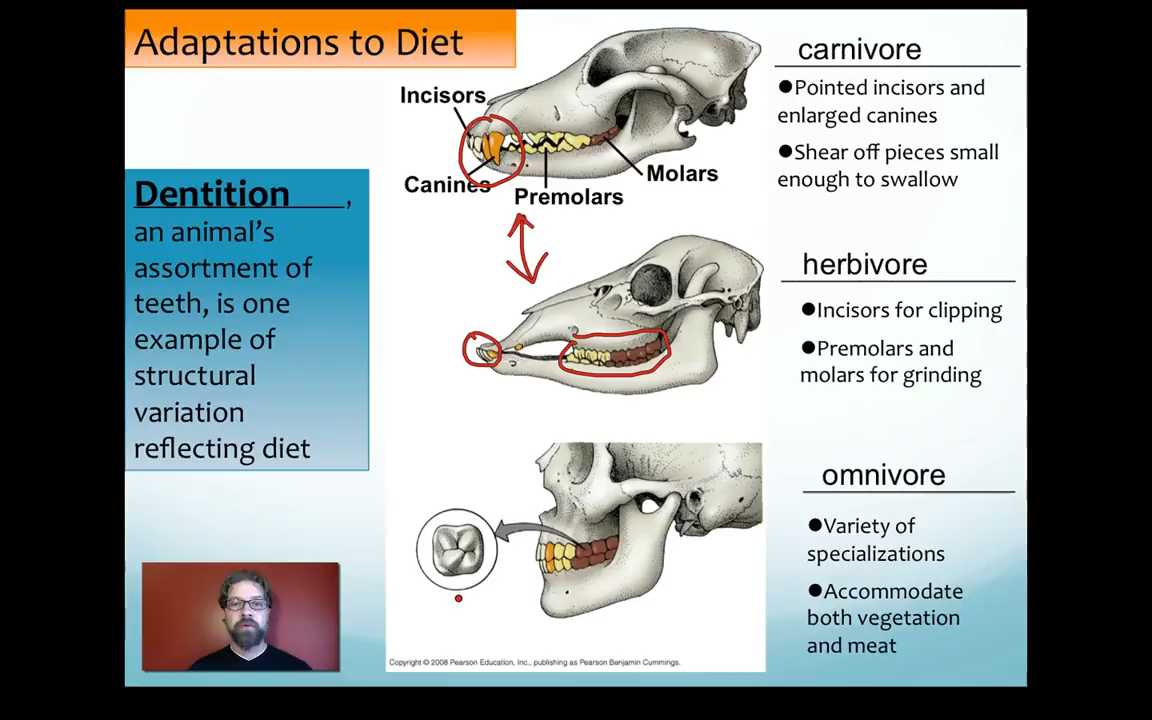 Adaptations to Diet
Dentition,
an animal's
assortment of
teeth, is one
example of
structural
variation
reflecting diet
Incisors
Canines
Premolars
Molars
carnivore
●Pointed incisors and
enlarged canines
●Shear off pieces small
enough to swallow
herbivore
●Incisors for clipping
●Premolars and
molars for grinding
omnivore
●Variety of
specializations
●Accommodate
both vegetation
and meat
Copyright © 2008 Pearson Education, Inc., publishing as Pearson Benjamin Cummings.